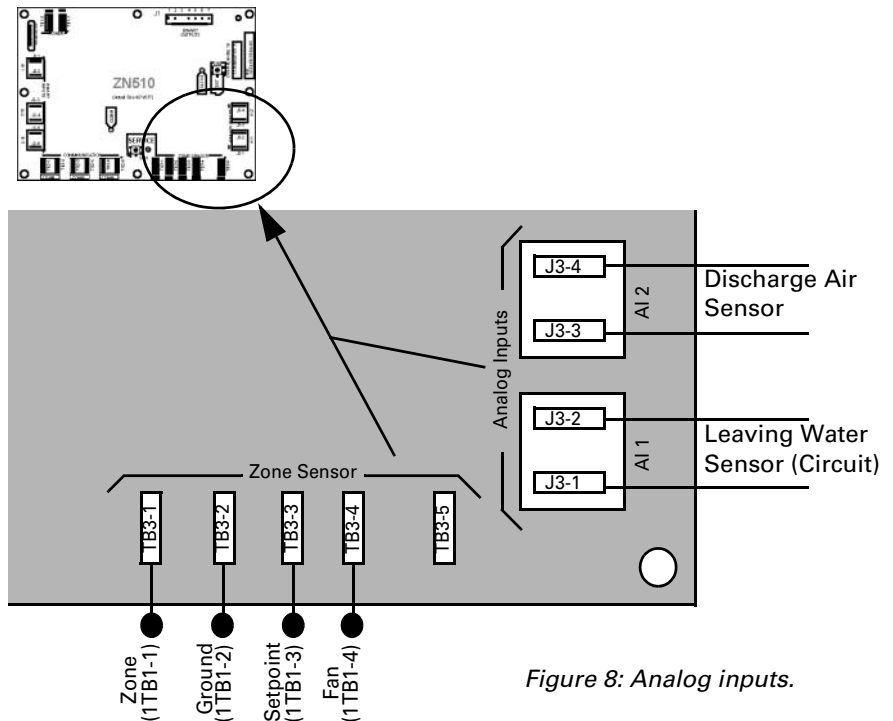 J1
ZN510
SERVICE
J3-4
J3-3
AI 2
Discharge Air
Sensor
Analog Inputs
J3-2
J3-1
AI 1
Leaving Water
Sensor (Circuit)
Zone Sensor
TB3-1
TB3-2
TB3-3
TB3-4
TB3-5
Zone
(1TB1-1)
Ground
(1TB1-2)
Setpoint
(1TB1-3)
Fan
(1TB1-4)
Figure 8: Analog inputs.